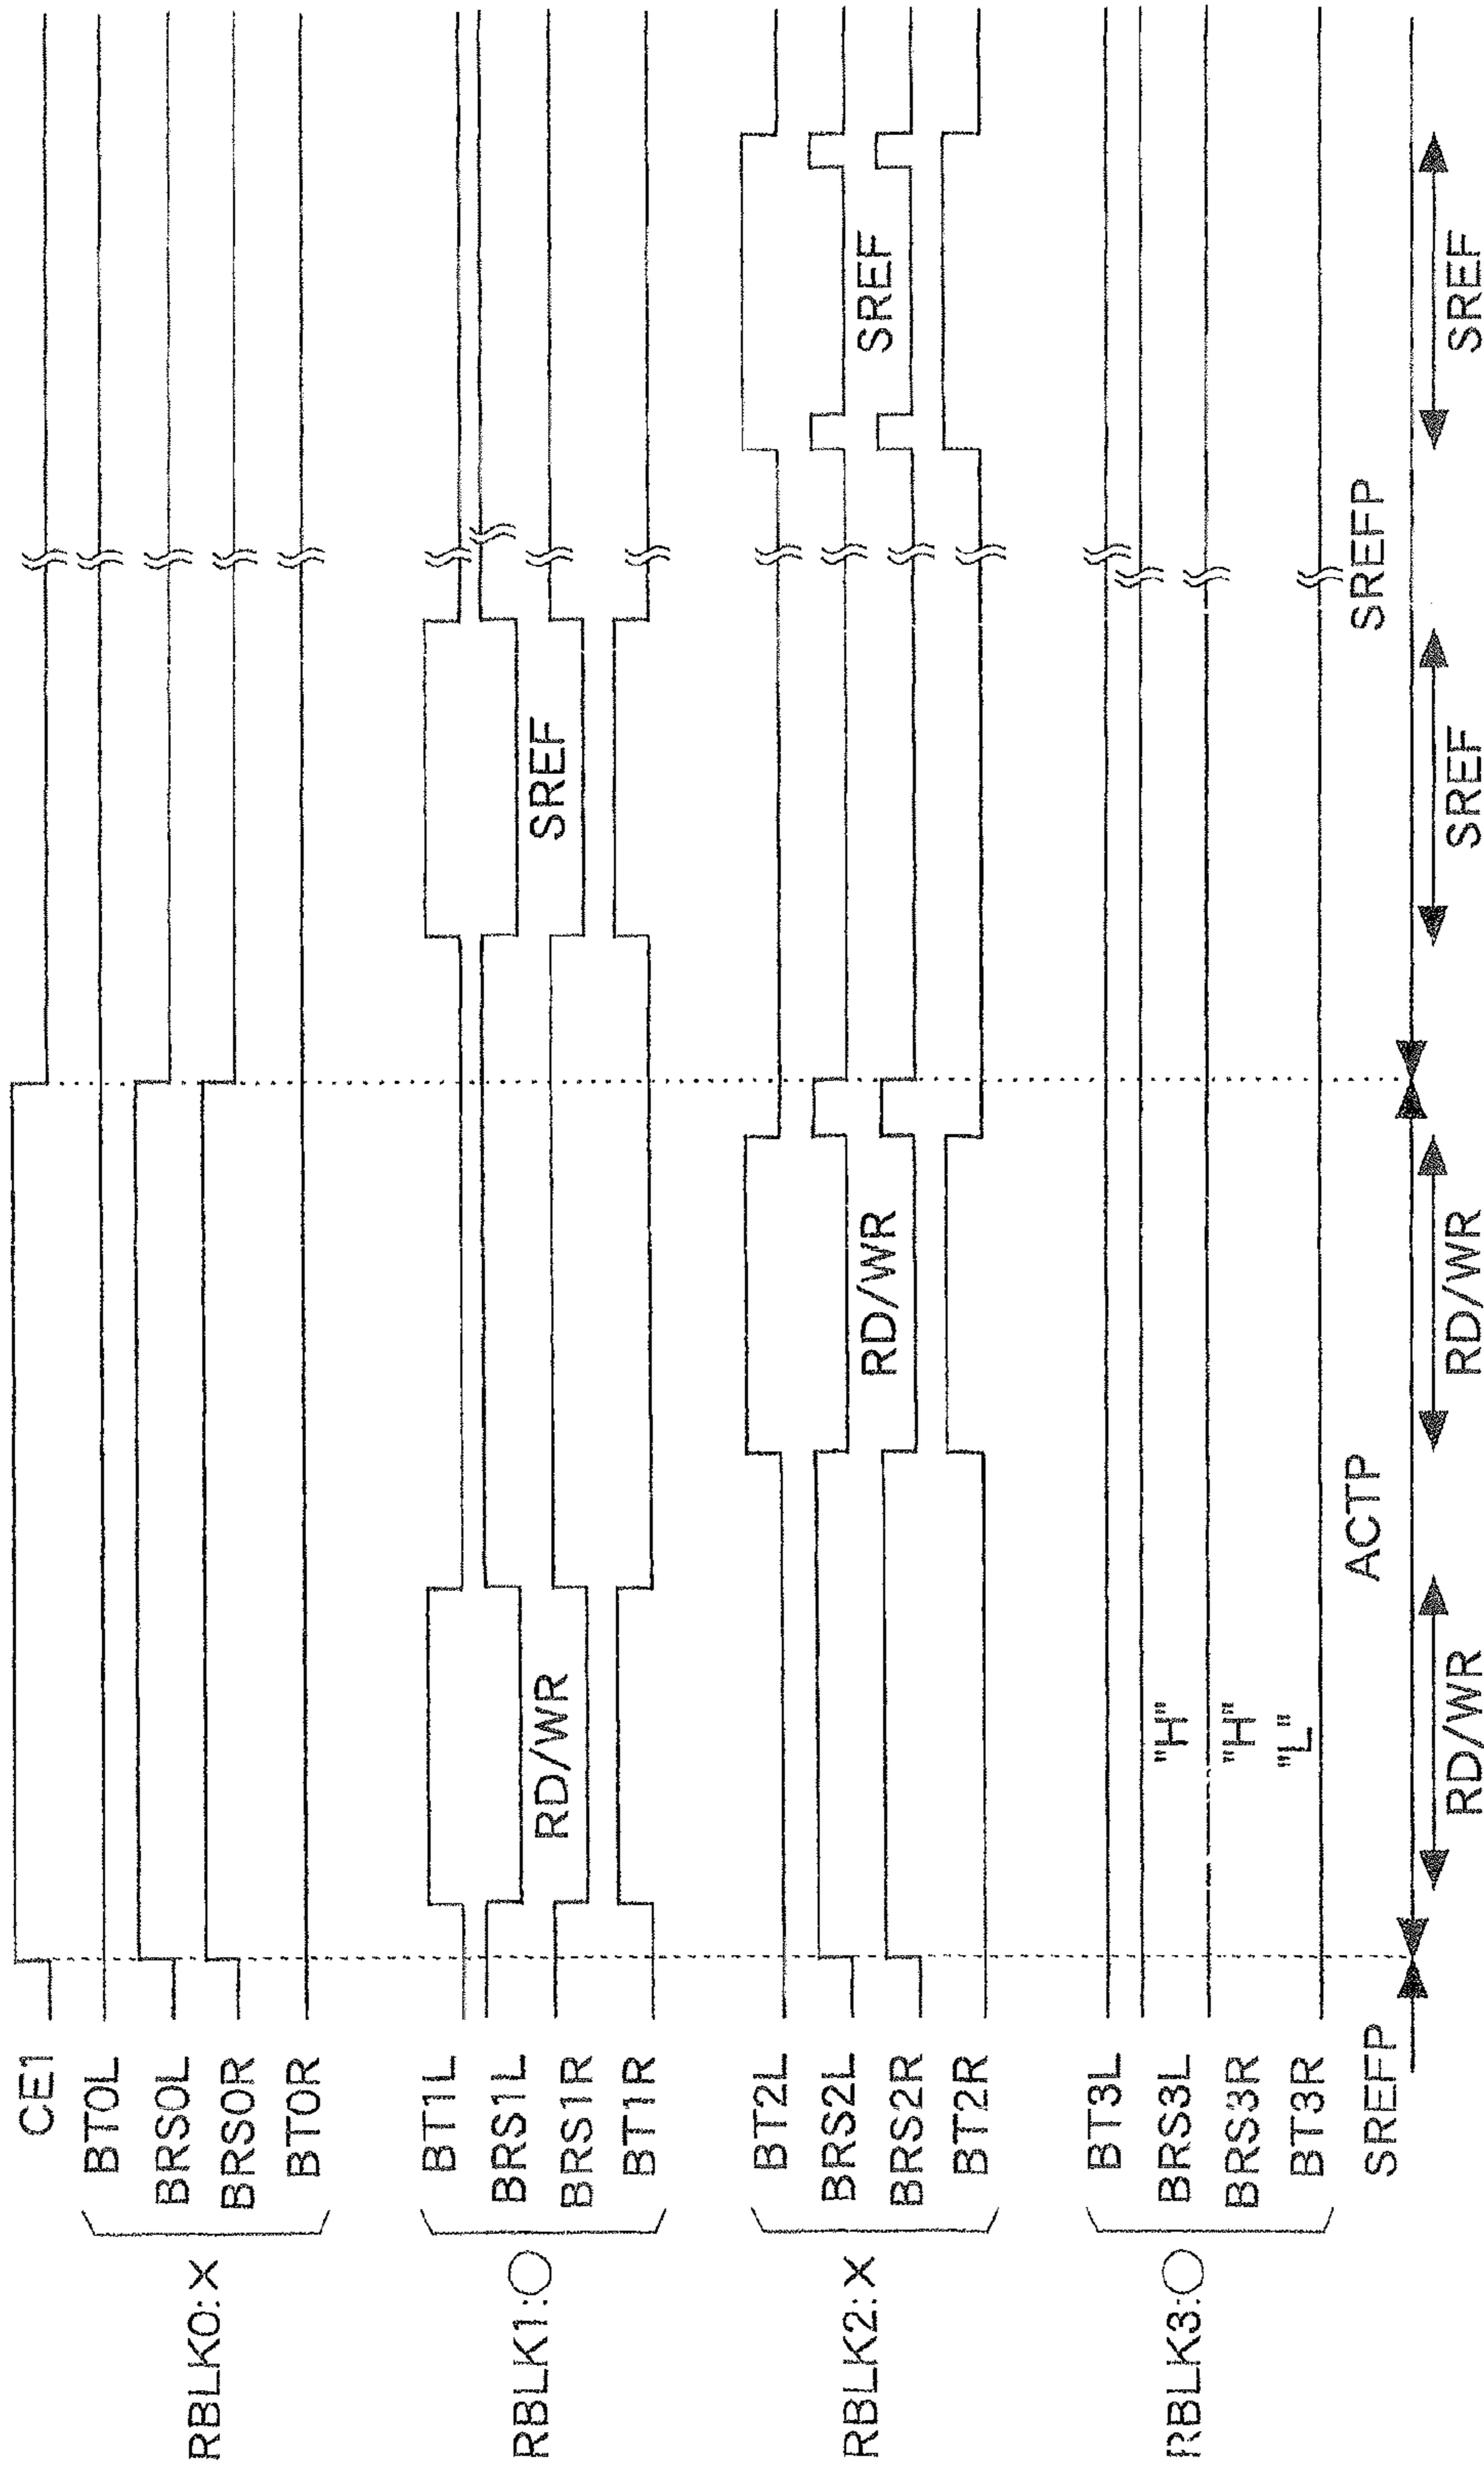 CE1
RBLK0:×
BT0L
BRS0L
BRS0R
BT0R
RBLK1:○
BT1L
BRS1L
BRS1R
BT1R
RD/WR
SREF
RBLK2:×
BT2L
BRS2L
BRS2R
BT2R
RD/WR
SREF
RBLK3:○
BT3L
BRS3L
"H"
BRS3R
"H"
BT3R
"L"
SREFP
ACTP
SREFP
RD/WR
RD/WR
SREF
SREF